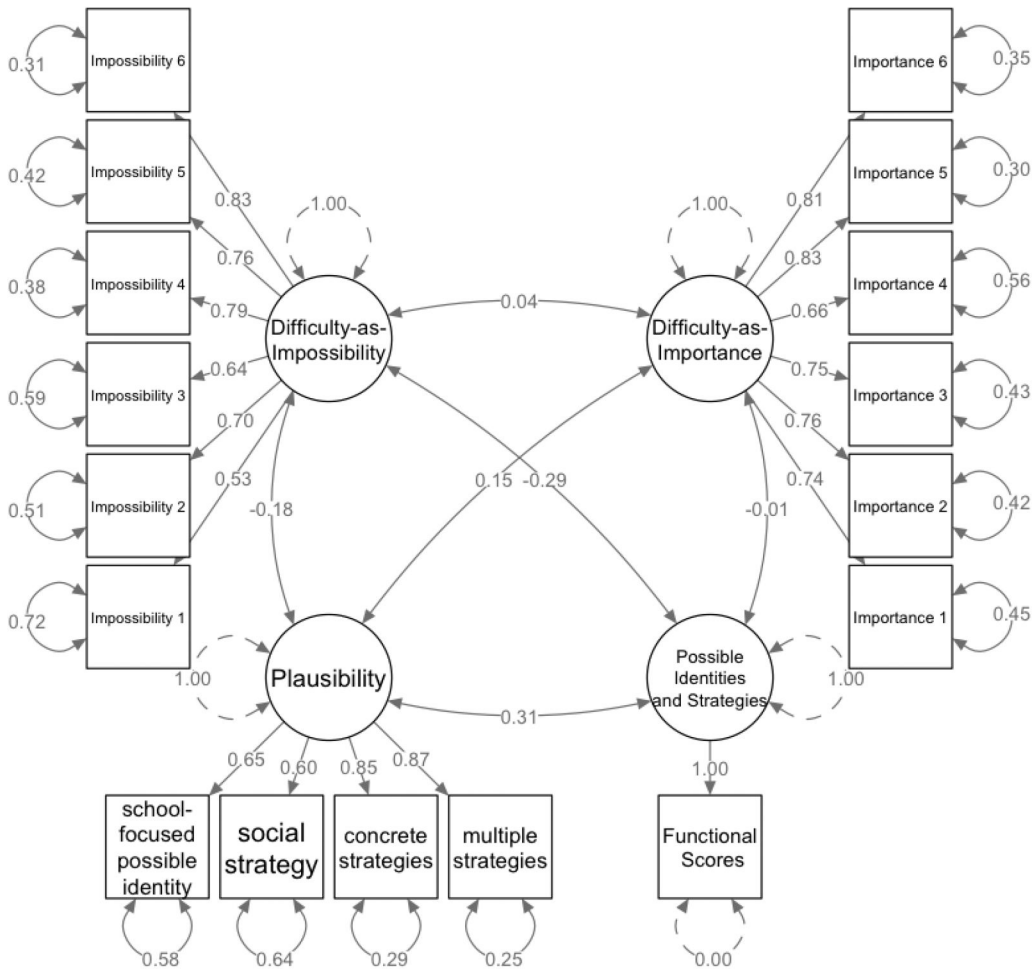 Impossibility 6
0.31
Importance 6
0.35
Impossibility 5
0.42
Importance 5
0.30
0.83
1.00
1.00
0.81
0.76
0.83
Impossibility 4
0.38
Importance 4
0.56
0.79
0.04
0.66
Difficulty-as-
Impossibility
Difficulty-as-
Importance
0.64
0.75
Impossibility 3
0.59
Importance 3
0.43
0.70
0.76
0.53
0.15
-0.29
0.74
Impossibility 2
0.51
-0.18
-0.01
Importance 2
0.42
Impossibility 1
0.72
Importance 1
0.45
1.00
Plausibility
Possible
Identities
and Strategies
1.00
0.31
0.65
0.60
0.85
0.87
1.00
school-
focused
possible
identity
social
strategy
concrete
strategies
multiple
strategies
Functional
Scores
0.58
0.64
0.29
0.25
0.00